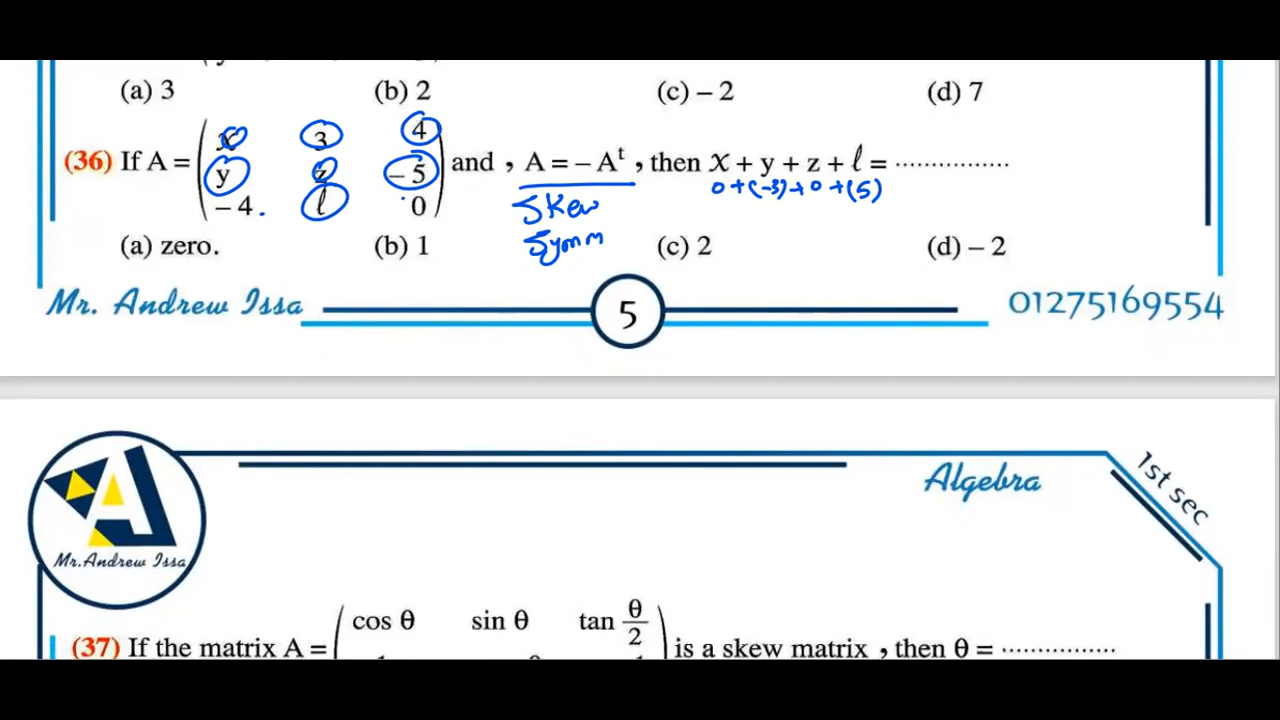 (a) 3 (b) 2 (c) – 2 (d) 7
x 3 4
(36) If A = y z – 5 and , A = – Aᵗ , then x + y + z + ℓ = ................
0+(-3)+0+(5)
– 4 ℓ 0
Skew
Symm
(a) zero. (b) 1 (c) 2 (d) – 2
Mr. Andrew Issa 5 01275169554
1st sec
Algebra
A
Mr.Andrew Issa
cos θ sin θ tan θ/2
(37) If the matrix A = is a skew matrix , then θ = ................